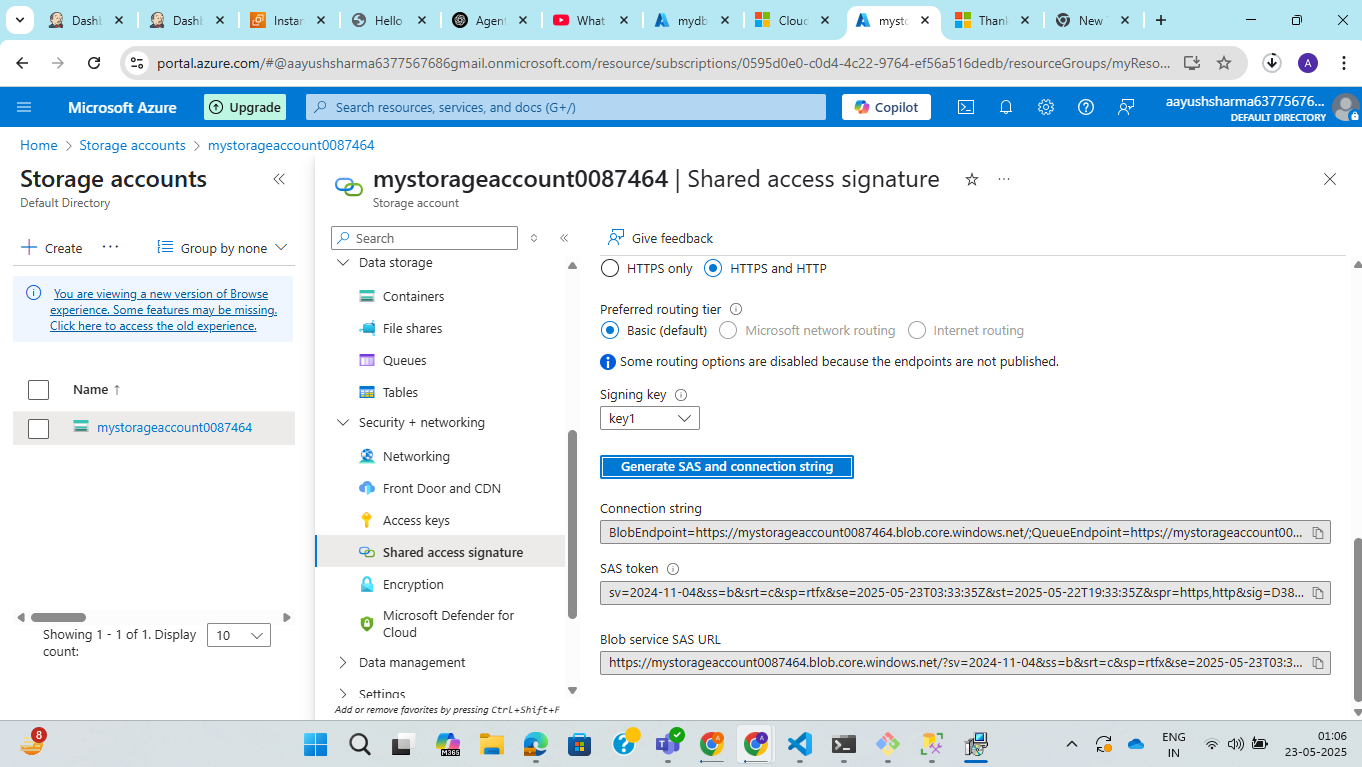 Dashb
Dashb
Instan
Hello
Agent
What
mydb
Cloud
mysto
Thank
New
portal.azure.com/#@aayushsharma6377567686gmail.onmicrosoft.com/resource/subscriptions/0595d0e0-c0d4-4c22-9764-ef56a516dedb/resourceGroups/myReso...
A
Microsoft Azure
Upgrade
Search resources, services, and docs (G+/)
Copilot
aayushsharma63775676...
DEFAULT DIRECTORY
Home > Storage accounts > mystorageaccount0087464
Storage accounts
Default Directory
Create
Group by none
You are viewing a new version of Browse
experience. Some features may be missing.
Click here to access the old experience.
Name ↑
mystorageaccount0087464
Showing 1 - 1 of 1. Display
count:
10
mystorageaccount0087464 | Shared access signature
Storage account
Search
Data storage
Containers
File shares
Queues
Tables
Security + networking
Networking
Front Door and CDN
Access keys
Shared access signature
Encryption
Microsoft Defender for
Cloud
Data management
Settings
Add or remove favorites by pressing Ctrl+Shift+F
Give feedback
HTTPS only
HTTPS and HTTP
Preferred routing tier
Basic (default)
Microsoft network routing
Internet routing
Some routing options are disabled because the endpoints are not published.
Signing key
key1
Generate SAS and connection string
Connection string
BlobEndpoint=https://mystorageaccount0087464.blob.core.windows.net/;QueueEndpoint=https://mystorageaccount00...
SAS token
sv=2024-11-04&ss=b&srt=c&sp=rtfx&se=2025-05-23T03:33:35Z&st=2025-05-22T19:33:35Z&spr=https,http&sig=D38...
Blob service SAS URL
https://mystorageaccount0087464.blob.core.windows.net/?sv=2024-11-04&ss=b&srt=c&sp=rtfx&se=2025-05-23T03:3...
8
M365
ENG
IN
01:06
23-05-2025